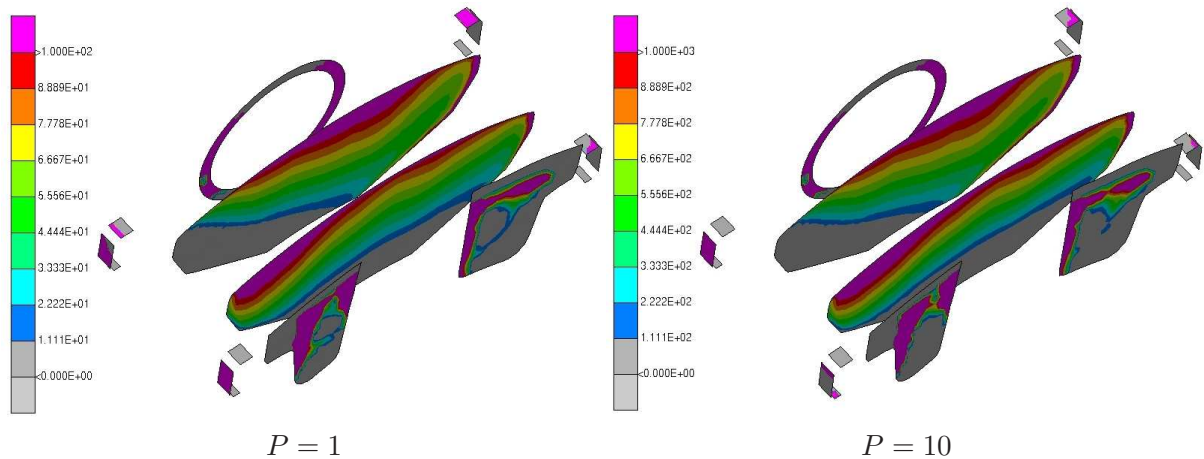 >1.000E+02
8.889E+01
7.778E+01
6.667E+01
5.556E+01
4.444E+01
3.333E+01
2.222E+01
1.111E+01
<0.000E+00
P = 1
>1.000E+03
8.889E+02
7.778E+02
6.667E+02
5.556E+02
4.444E+02
3.333E+02
2.222E+02
1.111E+02
<0.000E+00
P = 10